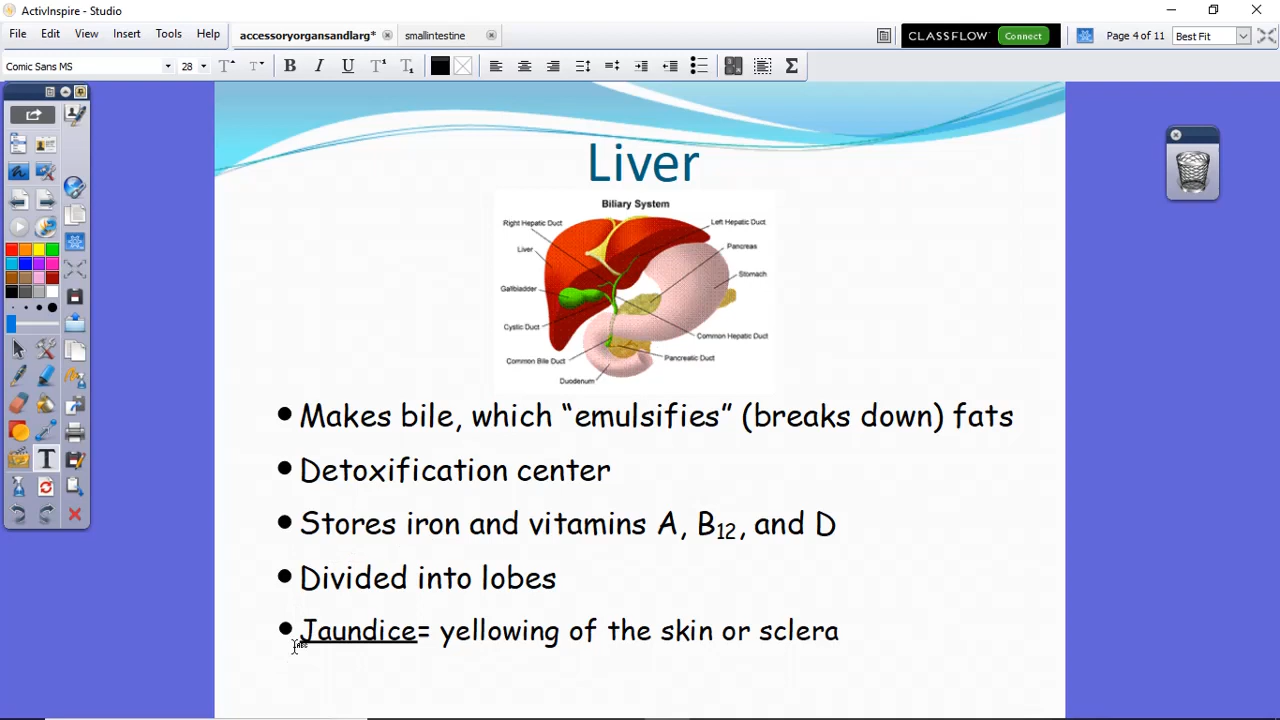 ActivInspire - Studio
File Edit View Insert Tools Help
accessoryorgansandlarg*
smallintestine
CLASSFLOW
Connect
Page 4 of 11
Best Fit
Comic Sans MS
28
Liver
Biliary System
Right Hepatic Duct
Left Hepatic Duct
Pancreas
Liver
Stomach
Gallbladder
Cystic Duct
Common Hepatic Duct
Common Bile Duct
Pancreatic Duct
Duodenum
• Makes bile, which “emulsifies” (breaks down) fats
• Detoxification center
• Stores iron and vitamins A, B12, and D
• Divided into lobes
• Jaundice= yellowing of the skin or sclera